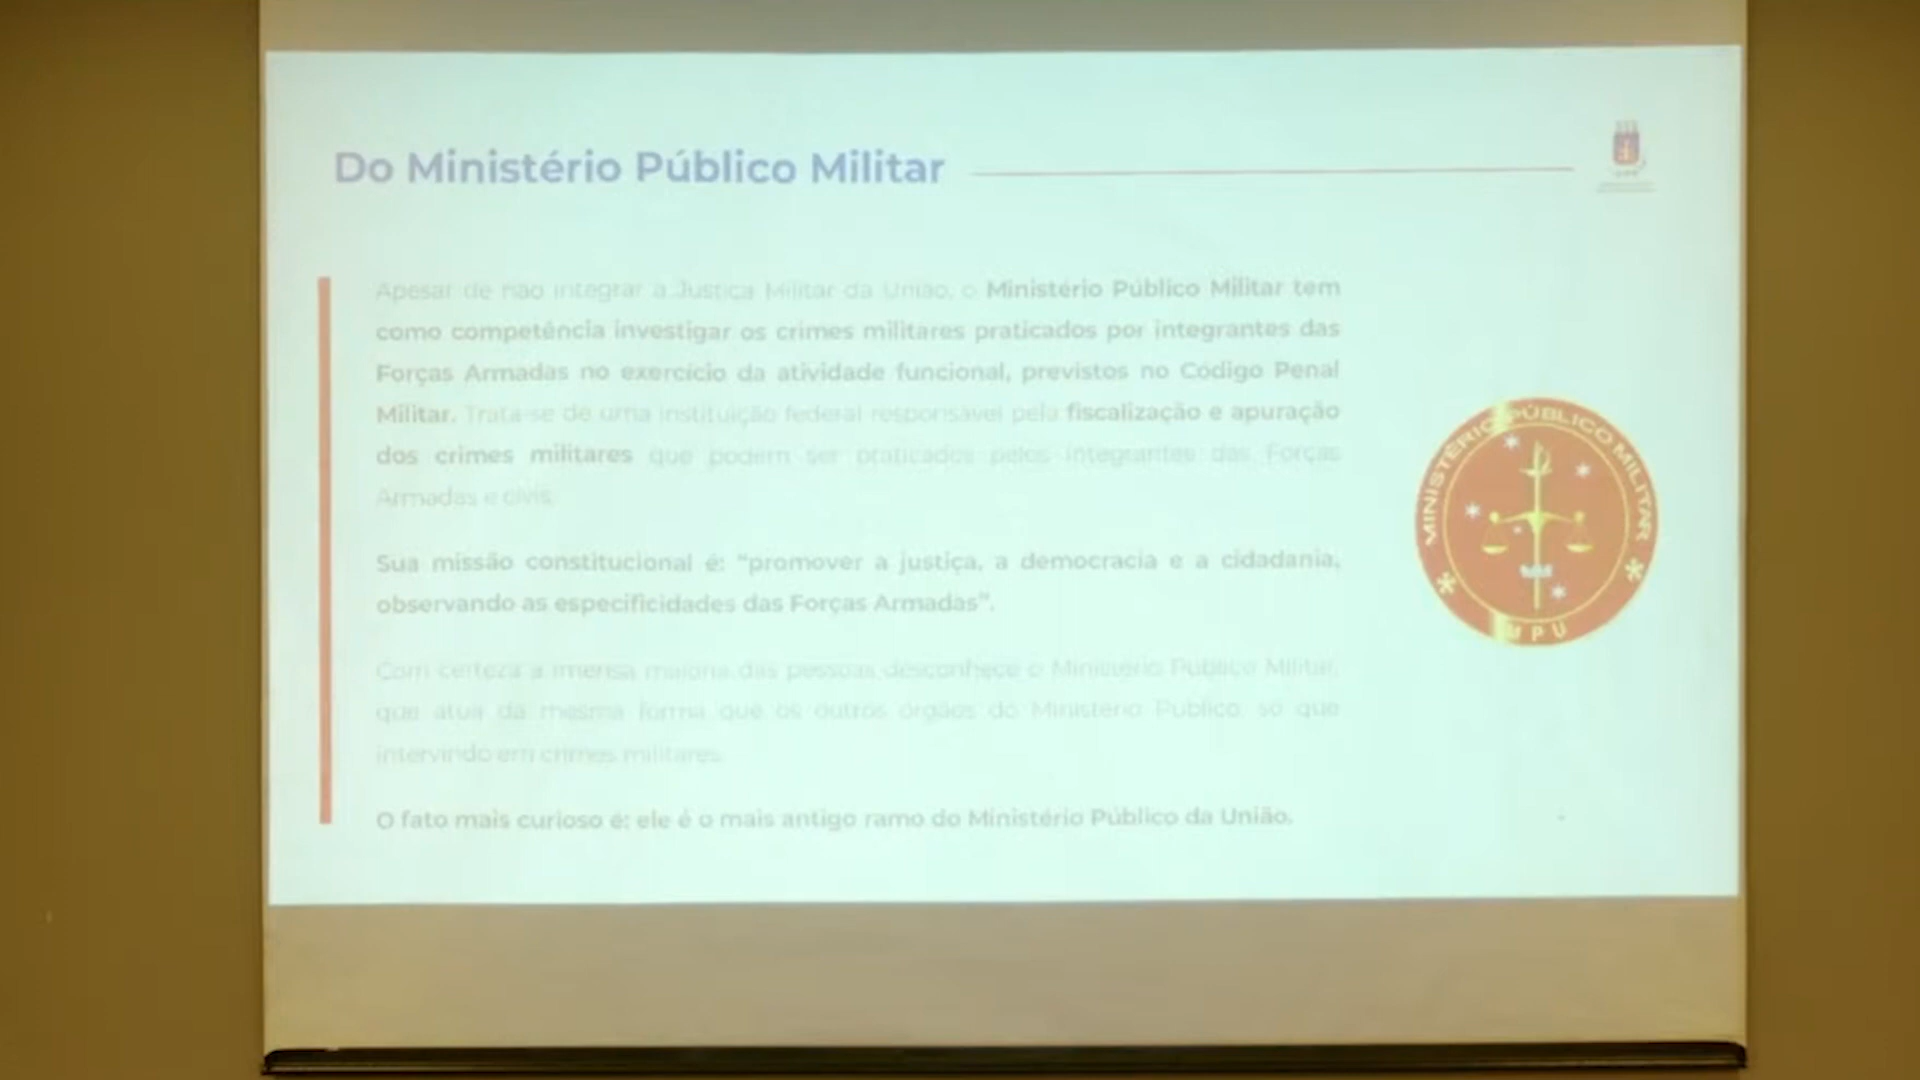 Do Ministério Público Militar
Apesar de não integrar a Justiça Militar da União, o Ministério Público Militar tem
como competência investigar os crimes militares praticados por integrantes das
Forças Armadas no exercício da atividade funcional, previstos no Código Penal
Militar. Trata-se de uma instituição federal responsável pela fiscalização e apuração
dos crimes militares que podem ser praticados pelos integrantes das Forças
Armadas e civis.
Sua missão constitucional é: “promover a justiça, a democracia e a cidadania,
observando as especificidades das Forças Armadas”.
Com certeza a imensa maioria das pessoas desconhece o Ministério Público Militar,
que atua da mesma forma que os outros órgãos do Ministério Público, só que
intervindo em crimes militares.
O fato mais curioso é: ele é o mais antigo ramo do Ministério Público da União.
MINISTÉRIO PÚBLICO MILITAR
MPU